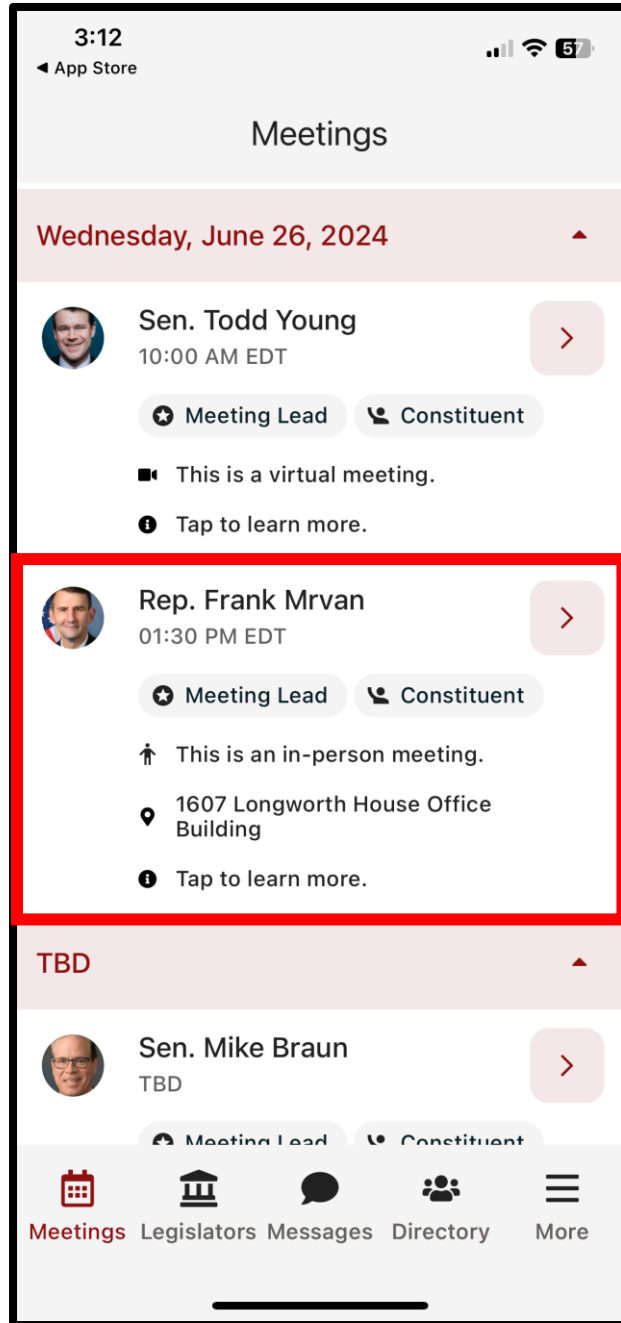 3:12
◀ App Store
57
Meetings
Wednesday, June 26, 2024
Sen. Todd Young
10:00 AM EDT
Meeting Lead Constituent
This is a virtual meeting.
Tap to learn more.
Rep. Frank Mrvan
01:30 PM EDT
Meeting Lead Constituent
This is an in-person meeting.
1607 Longworth House Office
Building
Tap to learn more.
TBD
Sen. Mike Braun
TBD
Meeting Lead Constituent
Meetings Legislators Messages Directory More